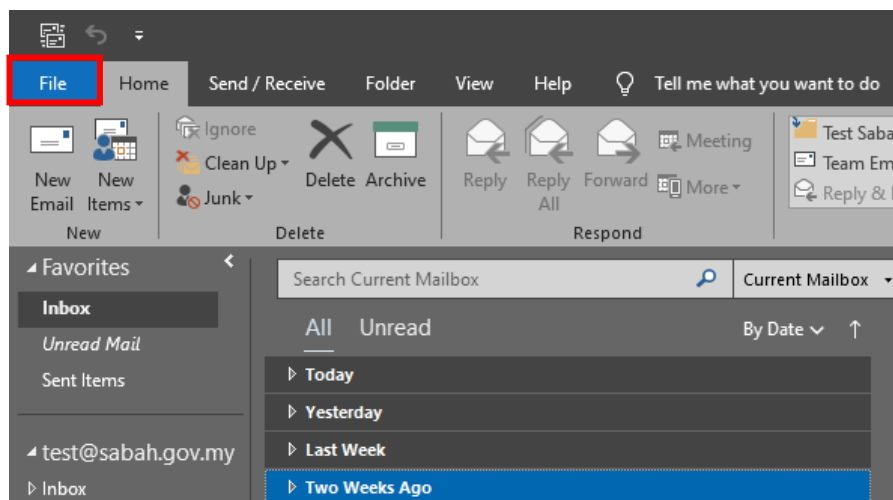 File Home Send / Receive Folder View Help Tell me what you want to do
New Email
New Items
Ignore
Clean Up
Junk
Delete
Archive
Reply
Reply All
Forward
Meeting
More
Test Saba
Team Em
Reply &
New Delete Respond
Favorites
Inbox
Unread Mail
Sent Items
test@sabah.gov.my
Inbox
Search Current Mailbox Current Mailbox
All Unread By Date
Today
Yesterday
Last Week
Two Weeks Ago